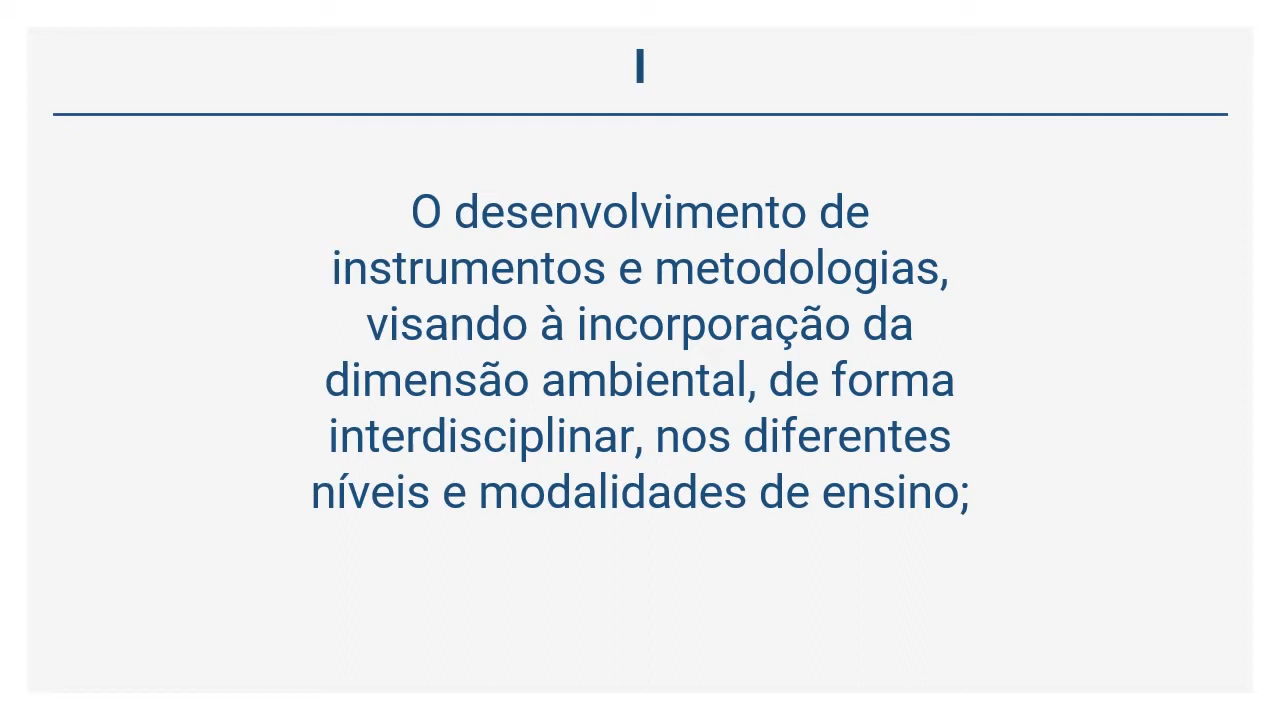 I
O desenvolvimento de
instrumentos e metodologias,
visando à incorporação da
dimensão ambiental, de forma
interdisciplinar, nos diferentes
níveis e modalidades de ensino;